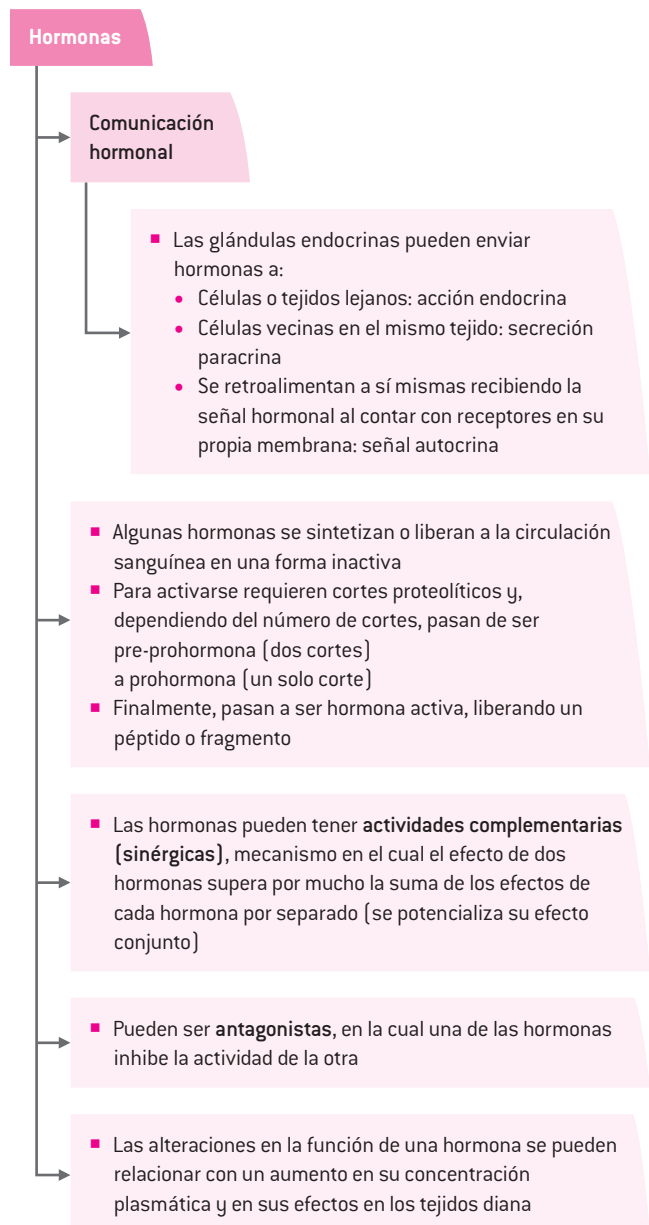 Hormonas
Comunicación
hormonal
■ Las glándulas endocrinas pueden enviar
hormonas a:
• Células o tejidos lejanos: acción endocrina
• Células vecinas en el mismo tejido: secreción
paracrina
• Se retroalimentan a sí mismas recibiendo la
señal hormonal al contar con receptores en su
propia membrana: señal autocrina
■ Algunas hormonas se sintetizan o liberan a la circulación
sanguínea en una forma inactiva
■ Para activarse requieren cortes proteolíticos y,
dependiendo del número de cortes, pasan de ser
pre-prohormona (dos cortes)
a prohormona (un solo corte)
■ Finalmente, pasan a ser hormona activa, liberando un
péptido o fragmento
■ Las hormonas pueden tener actividades complementarias
(sinérgicas), mecanismo en el cual el efecto de dos
hormonas supera por mucho la suma de los efectos de
cada hormona por separado (se potencializa su efecto
conjunto)
■ Pueden ser antagonistas, en la cual una de las hormonas
inhibe la actividad de la otra
■ Las alteraciones en la función de una hormona se pueden
relacionar con un aumento en su concentración
plasmática y en sus efectos en los tejidos diana